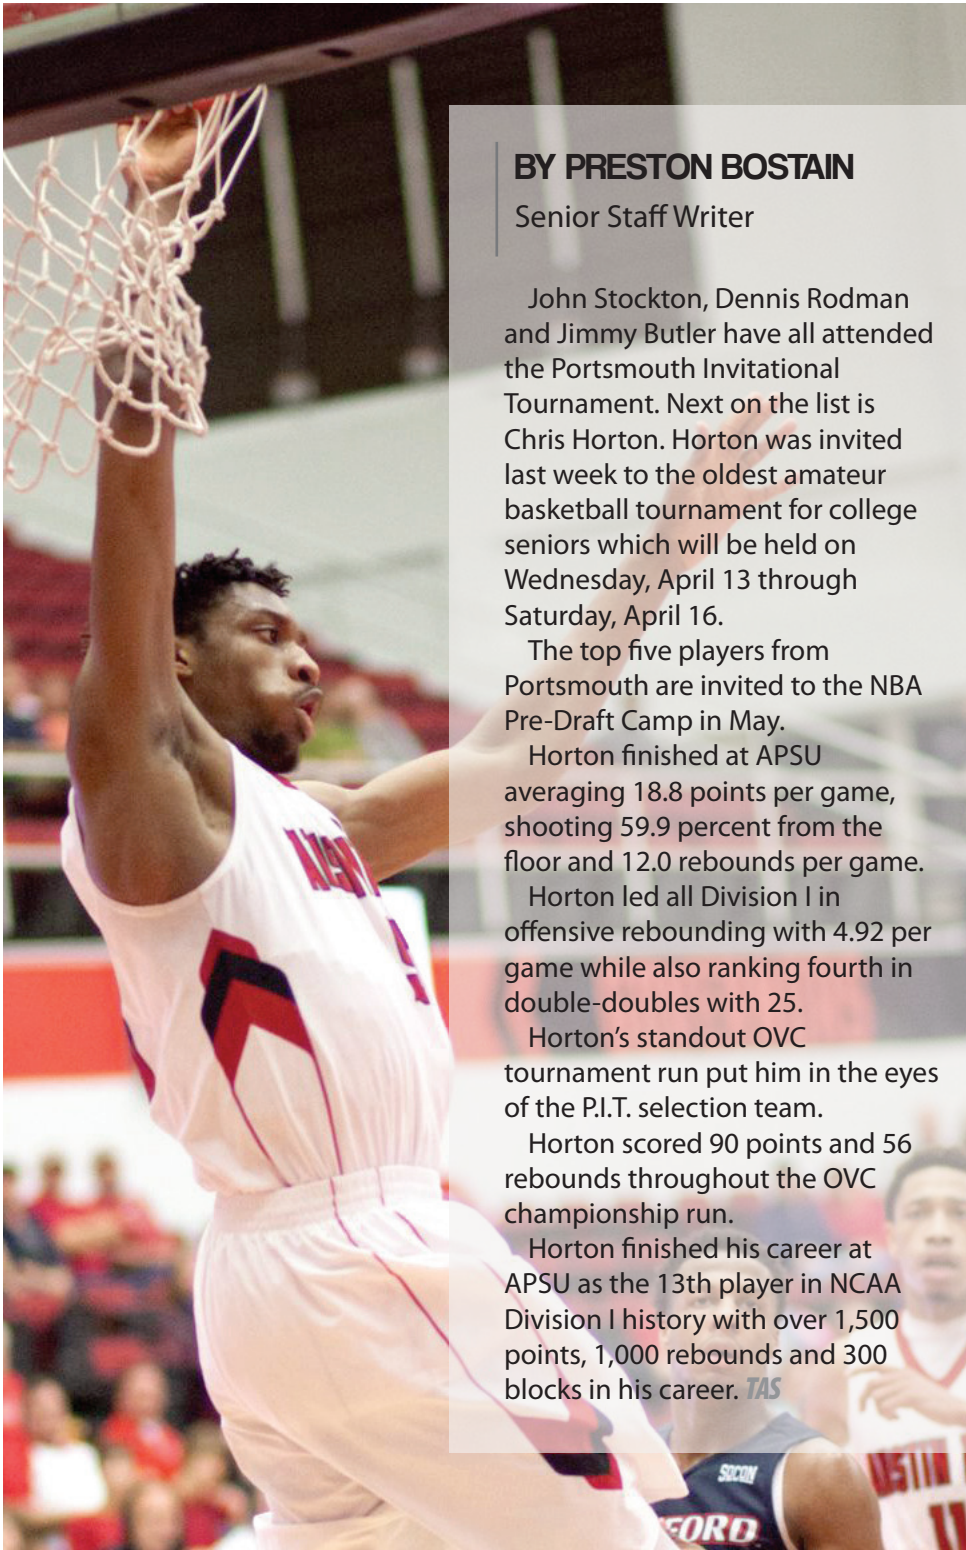 BY PRESTON BOSTAIN
Senior Staff Writer
John Stockton, Dennis Rodman
and Jimmy Butler have all attended
the Portsmouth Invitational
Tournament. Next on the list is
Chris Horton. Horton was invited
last week to the oldest amateur
basketball tournament for college
seniors which will be held on
Wednesday, April 13 through
Saturday, April 16.
The top five players from
Portsmouth are invited to the NBA
Pre-Draft Camp in May.
Horton finished at APSU
averaging 18.8 points per game,
shooting 59.9 percent from the
floor and 12.0 rebounds per game.
Horton led all Division I in
offensive rebounding with 4.92 per
game while also ranking fourth in
double-doubles with 25.
Horton’s standout OVC
tournament run put him in the eyes
of the P.I.T. selection team.
Horton scored 90 points and 56
rebounds throughout the OVC
championship run.
Horton finished his career at
APSU as the 13th player in NCAA
Division I history with over 1,500
points, 1,000 rebounds and 300
blocks in his career. TAS
AUSTIN
5
SOCON
FORD
USTIN
11